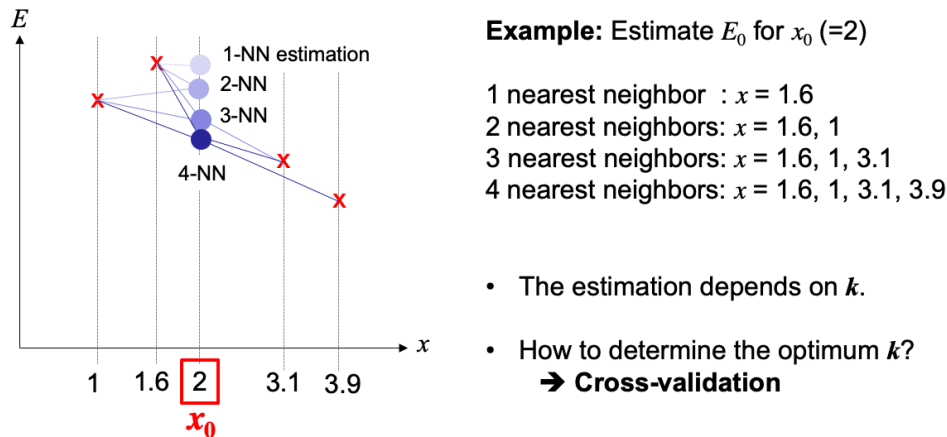 E
1-NN estimation
2-NN
3-NN
4-NN
x
1 1.6 2 3.1 3.9
x₀
Example: Estimate E₀ for x₀ (=2)
1 nearest neighbor : x = 1.6
2 nearest neighbors: x = 1.6, 1
3 nearest neighbors: x = 1.6, 1, 3.1
4 nearest neighbors: x = 1.6, 1, 3.1, 3.9
• The estimation depends on k.
• How to determine the optimum k?
➔ Cross-validation